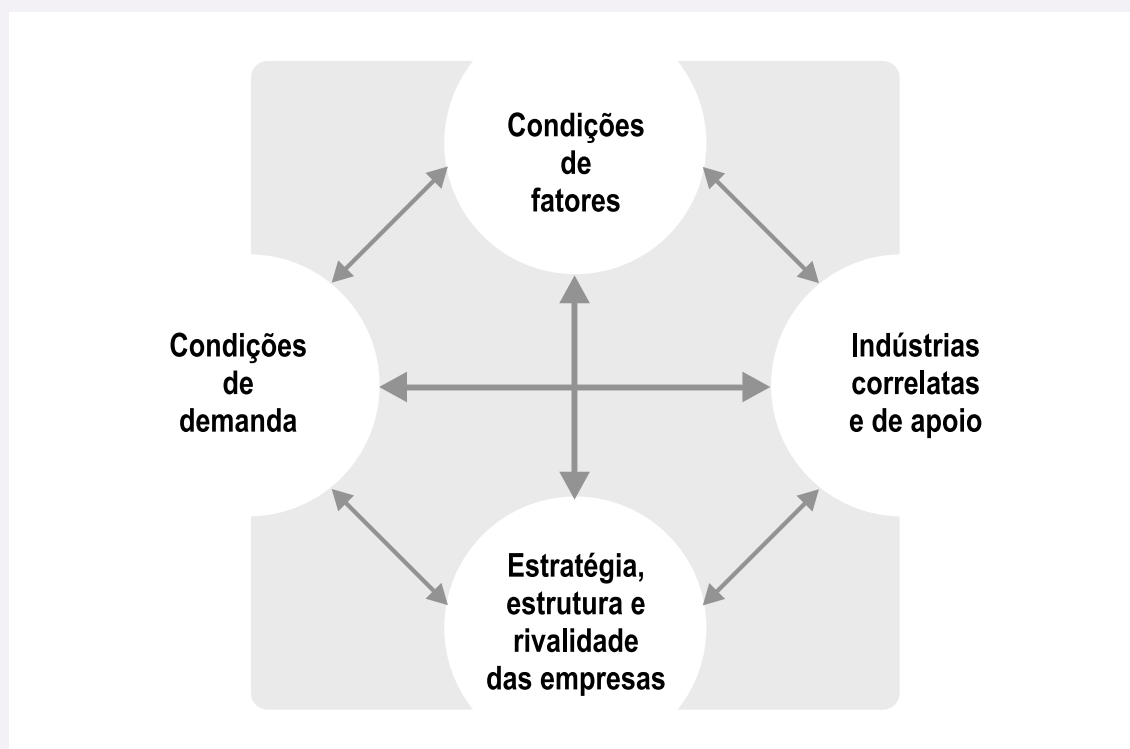 Condições
de
fatores
Condições
de
demanda
Indústrias
correlatas
e de apoio
Estratégia,
estrutura e
rivalidade
das empresas